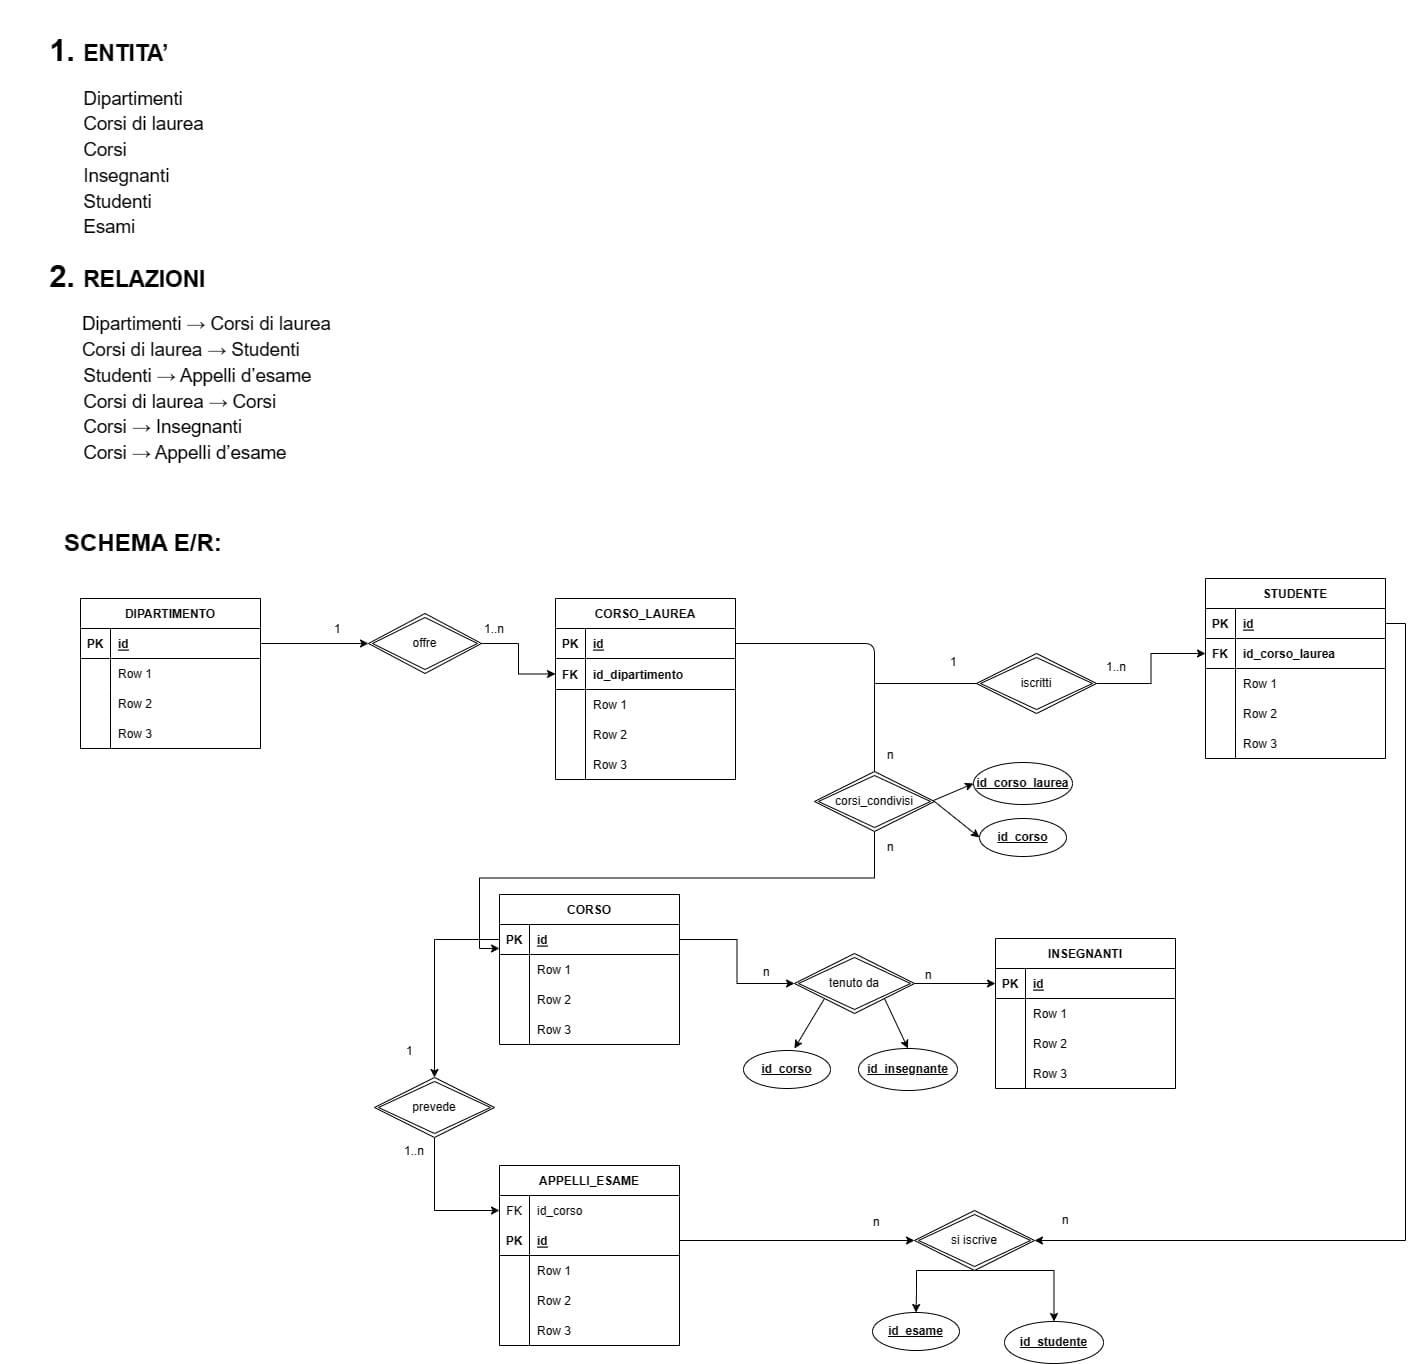 1. ENTITA’
Dipartimenti
Corsi di laurea
Corsi
Insegnanti
Studenti
Esami
2. RELAZIONI
Dipartimenti → Corsi di laurea
Corsi di laurea → Studenti
Studenti → Appelli d’esame
Corsi di laurea → Corsi
Corsi → Insegnanti
Corsi → Appelli d’esame
SCHEMA E/R:
DIPARTIMENTO
PK id
Row 1
Row 2
Row 3
1
offre
1..n
CORSO_LAUREA
PK id
FK id_dipartimento
Row 1
Row 2
Row 3
1
iscritti
1..n
STUDENTE
PK id
FK id_corso_laurea
Row 1
Row 2
Row 3
n
corsi_condivisi
n
id_corso_laurea
id_corso
CORSO
PK id
Row 1
Row 2
Row 3
n
tenuto da
n
id_corso
id_insegnante
INSEGNANTI
PK id
Row 1
Row 2
Row 3
1
prevede
1..n
APPELLI_ESAME
FK id_corso
PK id
Row 1
Row 2
Row 3
n
si iscrive
n
id_esame
id_studente